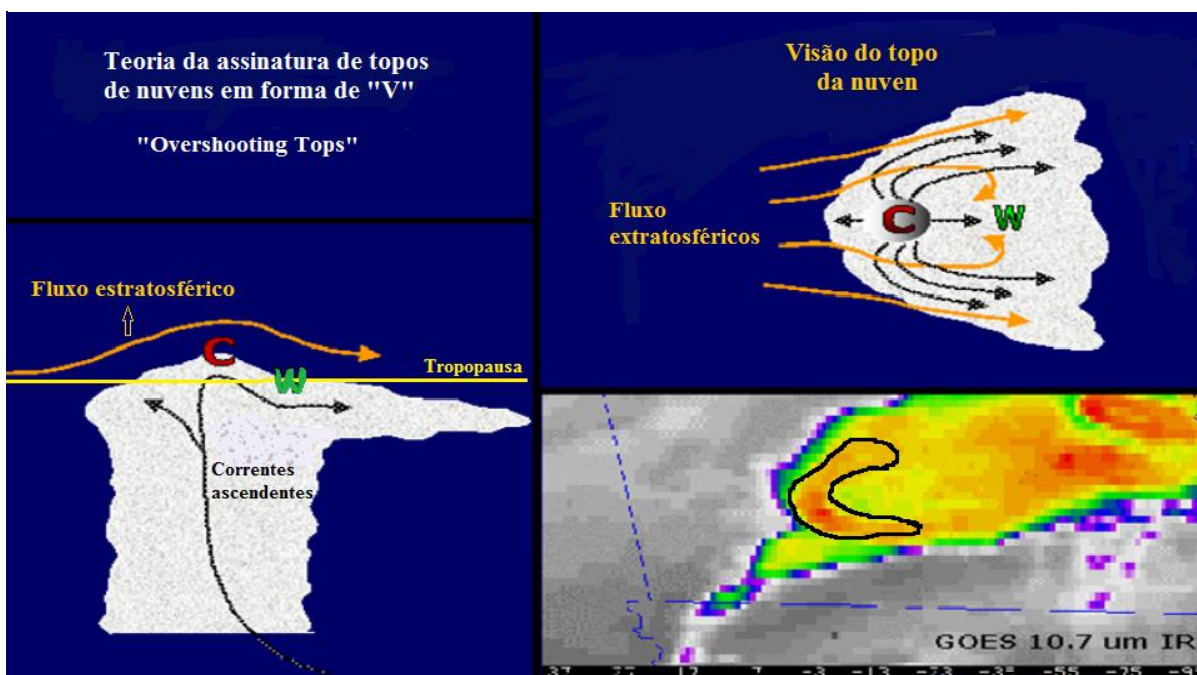 Teoria da assinatura de topos
de nuvens em forma de "V"
"Overshooting Tops"
Visão do topo
da nuven
Fluxo
extratosféricos
C
W
Fluxo estratosférico
C
W
Tropopausa
Correntes
ascendentes
GOES 10.7 um IR